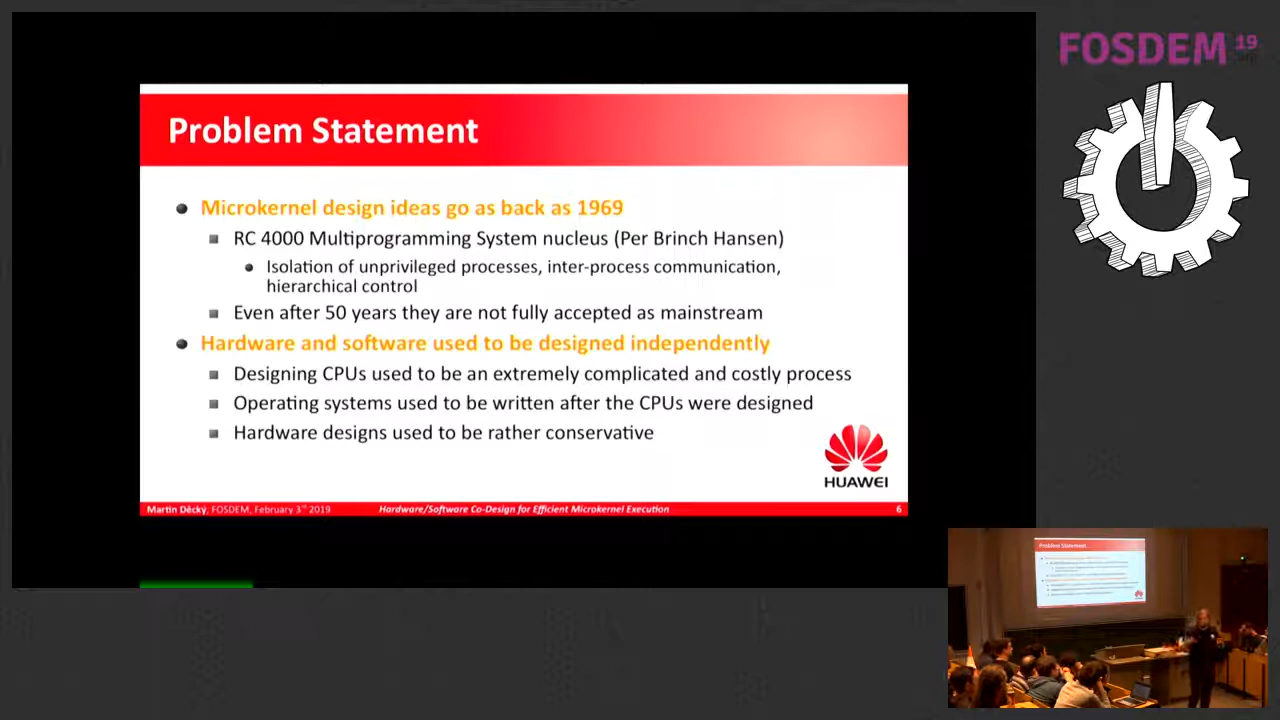 FOSDEM 19
Problem Statement
Microkernel design ideas go as back as 1969
RC 4000 Multiprogramming System nucleus (Per Brinch Hansen)
Isolation of unprivileged processes, inter-process communication,
hierarchical control
Even after 50 years they are not fully accepted as mainstream
Hardware and software used to be designed independently
Designing CPUs used to be an extremely complicated and costly process
Operating systems used to be written after the CPUs were designed
Hardware designs used to be rather conservative
HUAWEI
Martin Děcký, FOSDEM, February 3rd 2019 Hardware/Software Co-Design for Efficient Microkernel Execution 6
Problem Statement